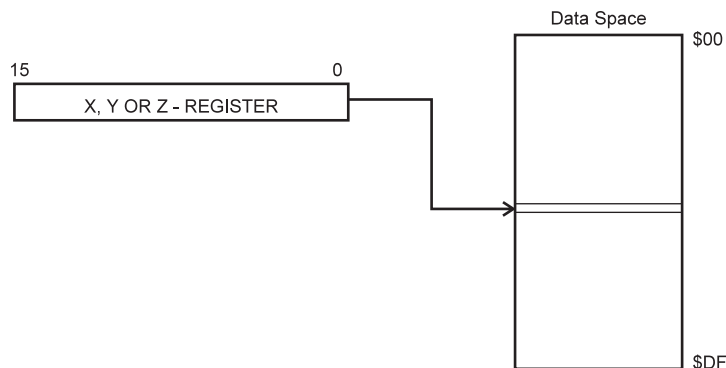 Data Space
$00
15 0
X, Y OR Z - REGISTER
$DF